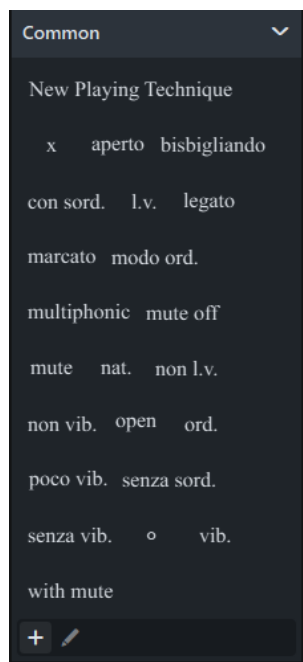 Common
New Playing Technique
x aperto bisbigliando
con sord. l.v. legato
marcato modo ord.
multiphonic mute off
mute nat. non l.v.
non vib. open ord.
poco vib. senza sord.
senza vib. o vib.
with mute